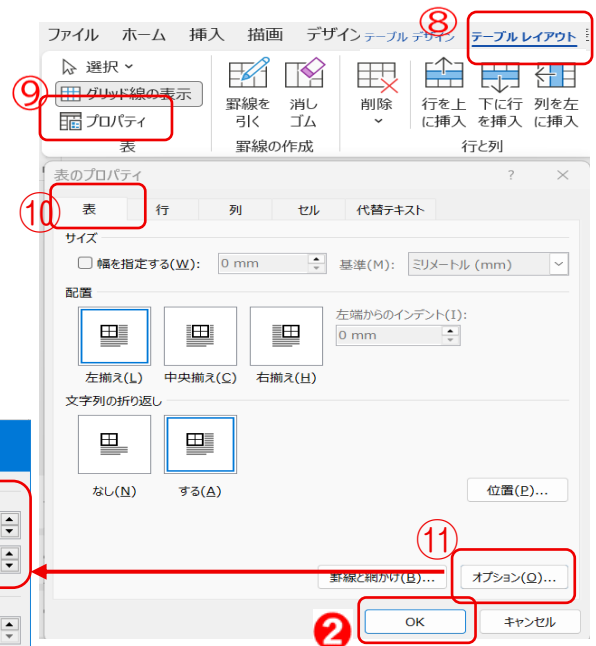 ⑧
ファイル ホーム 挿入 描画 デザイン テーブル デザイン テーブル レイアウト
選択
⑨
グリッド線の表示
プロパティ
罫線を引く
消しゴム
削除
行を上に挿入
下に行を挿入
列を左に挿入
表 罫線の作成 行と列
表のプロパティ ? ×
⑩
表 行 列 セル 代替テキスト
サイズ
幅を指定する(W): 0 mm 基準(M): ミリメートル (mm)
配置
左端からのインデント(I):
0 mm
左揃え(L) 中央揃え(C) 右揃え(H)
文字列の折り返し
なし(N) する(A)
位置(P)...
⑪
罫線と網かけ(B)... オプション(O)...
❷
OK キャンセル